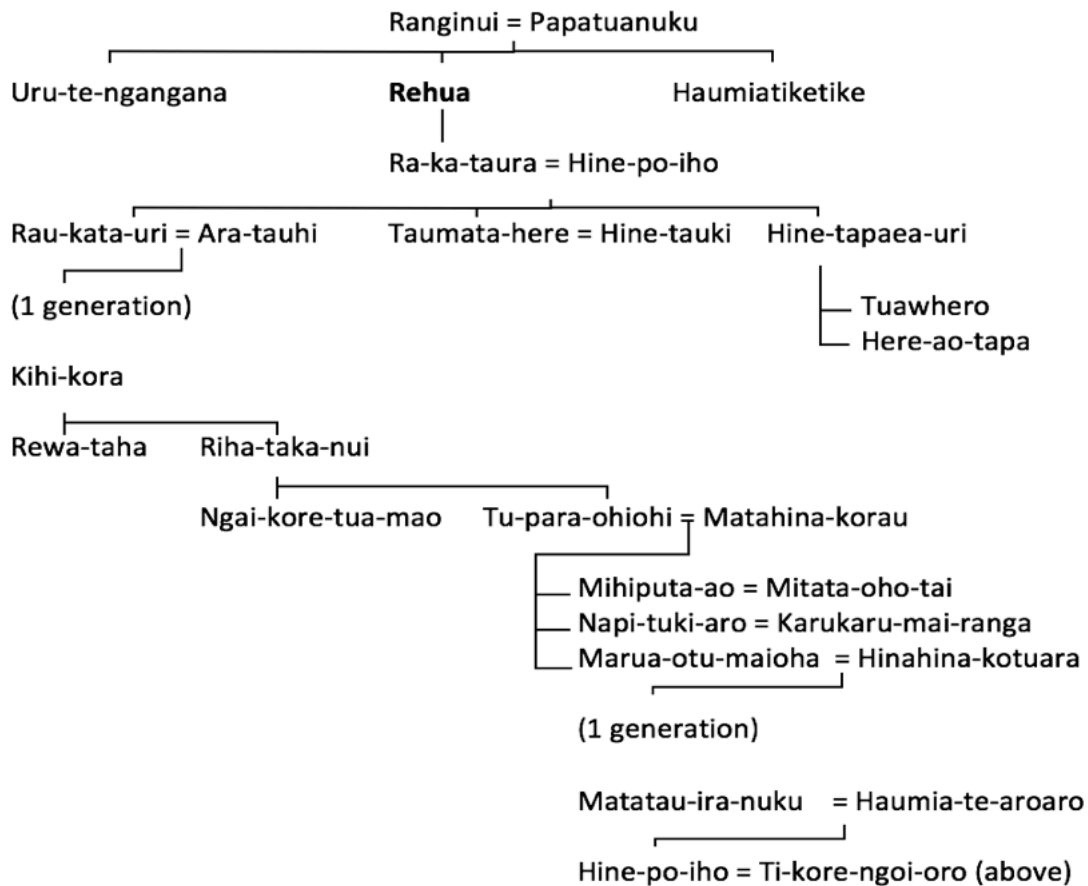 Ranginui = Papatuanuku
Uru-te-ngangana Rehua Haumiatiketike
Ra-ka-taura = Hine-po-iho
Rau-kata-uri = Ara-tauhi Taumata-here = Hine-tauki Hine-tapaea-uri
(1 generation)
Tuawhero
Here-ao-tapa
Kihi-kora
Rewa-taha Riha-taka-nui
Ngai-kore-tua-mao Tu-para-ohiohi = Matahina-korau
Mihiputa-ao = Mitata-oho-tai
Napi-tuki-aro = Karukaru-mai-ranga
Marua-otu-maioha = Hinahina-kotuara
(1 generation)
Matatau-ira-nuku = Haumia-te-aroaro
Hine-po-iho = Ti-kore-ngoi-oro (above)